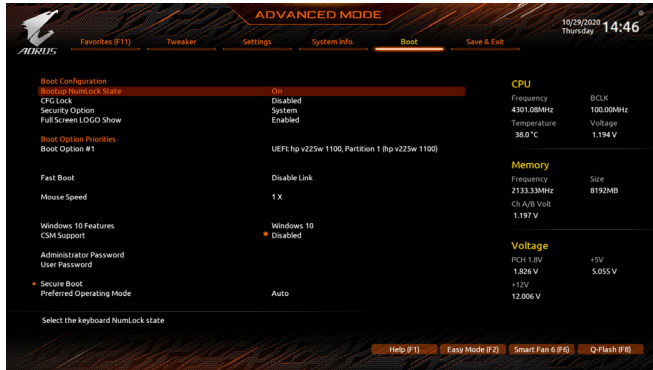 ADVANCED MODE
10/29/2020 Thursday 14:46
AORUS
Favorites (F11) Tweaker Settings System Info. Boot Save & Exit
Boot Configuration
Bootup NumLock State On
CFG Lock Disabled
Security Option System
Full Screen LOGO Show Enabled
Boot Option Priorities
Boot Option #1 UEFI: hp v225w 1100, Partition 1 (hp v225w 1100)
Fast Boot Disable Link
Mouse Speed 1 X
Windows 10 Features Windows 10
CSM Support Disabled
Administrator Password
User Password
Secure Boot
Preferred Operating Mode Auto
Select the keyboard NumLock state
CPU
Frequency BCLK
4301.08MHz 100.00MHz
Temperature Voltage
38.0 °C 1.194 V
Memory
Frequency Size
2133.33MHz 8192MB
Ch A/B Volt
1.197 V
Voltage
PCH 1.8V +5V
1.826 V 5.055 V
+12V
12.006 V
Help (F1) Easy Mode (F2) Smart Fan 6 (F6) Q-Flash (F8)